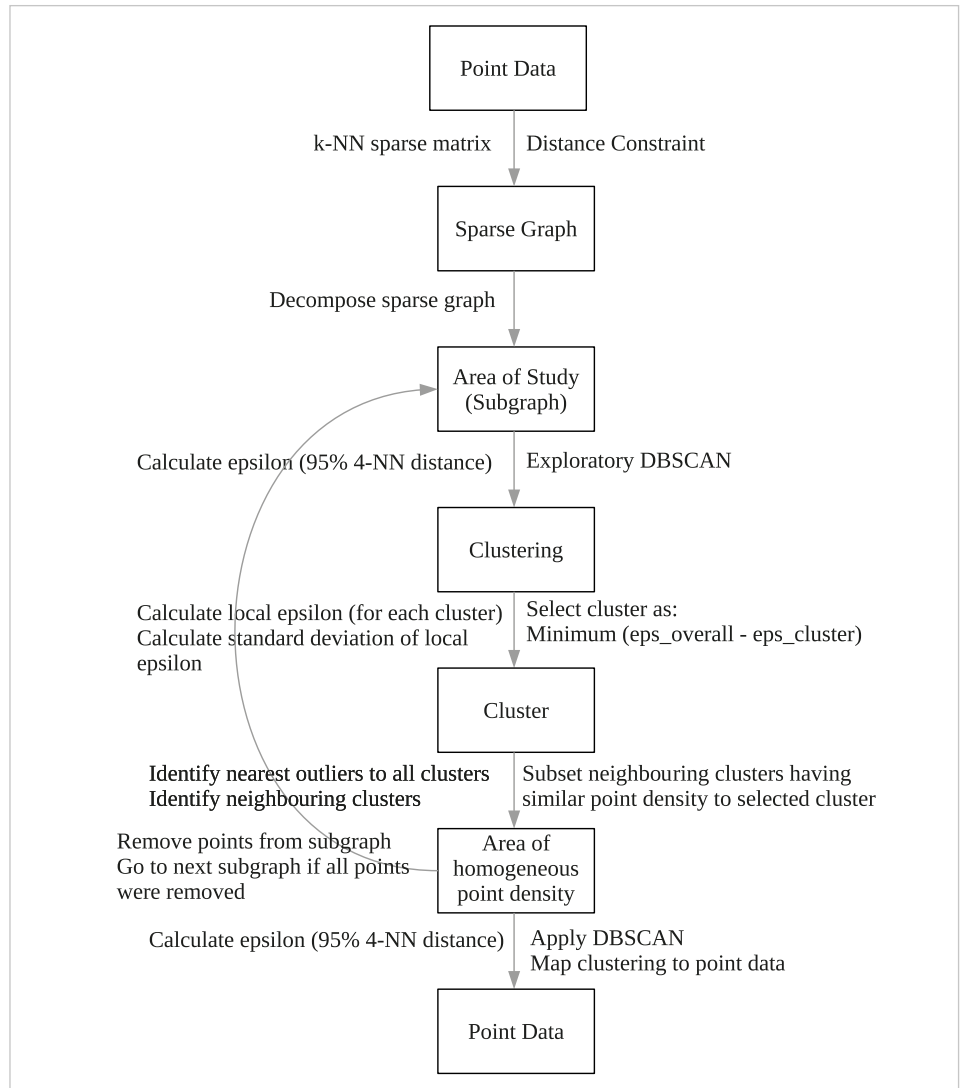 Point Data
k-NN sparse matrix
Distance Constraint
Sparse Graph
Decompose sparse graph
Area of Study
(Subgraph)
Calculate epsilon (95% 4-NN distance)
Exploratory DBSCAN
Clustering
Calculate local epsilon (for each cluster)
Calculate standard deviation of local
epsilon
Select cluster as:
Minimum (eps_overall - eps_cluster)
Cluster
Identify nearest outliers to all clusters
Identify neighbouring clusters
Subset neighbouring clusters having
similar point density to selected cluster
Remove points from subgraph
Go to next subgraph if all points
were removed
Area of
homogeneous
point density
Calculate epsilon (95% 4-NN distance)
Apply DBSCAN
Map clustering to point data
Point Data